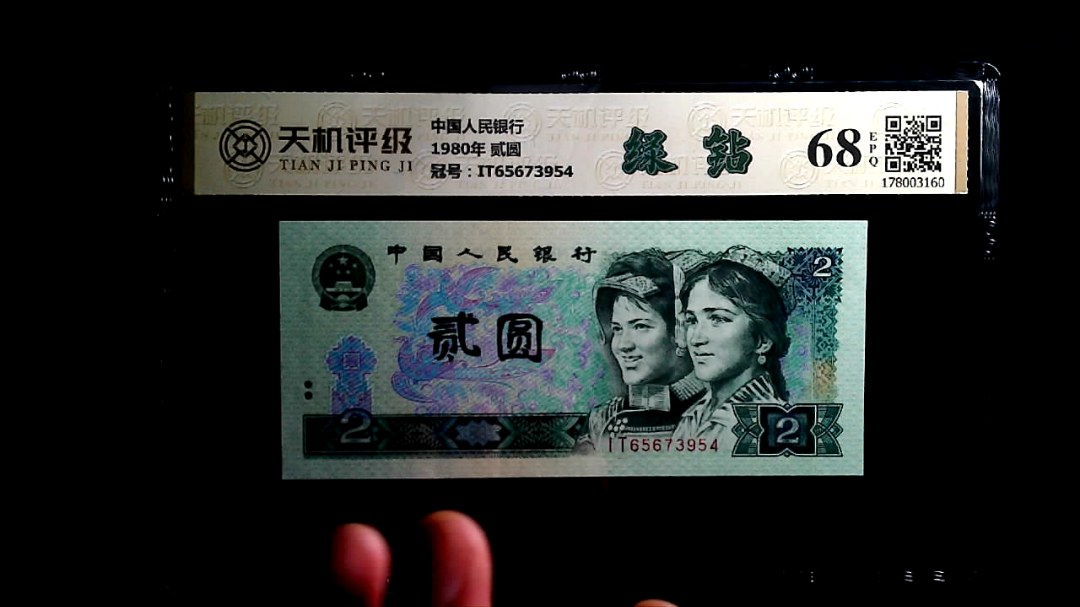 天机评级
TIAN JI PING JI
中国人民银行
1980年 贰圆
冠号：IT65673954
绿 钻
68
EPQ
178003160
中国人民银行
2
贰圆
2
IT65673954
2